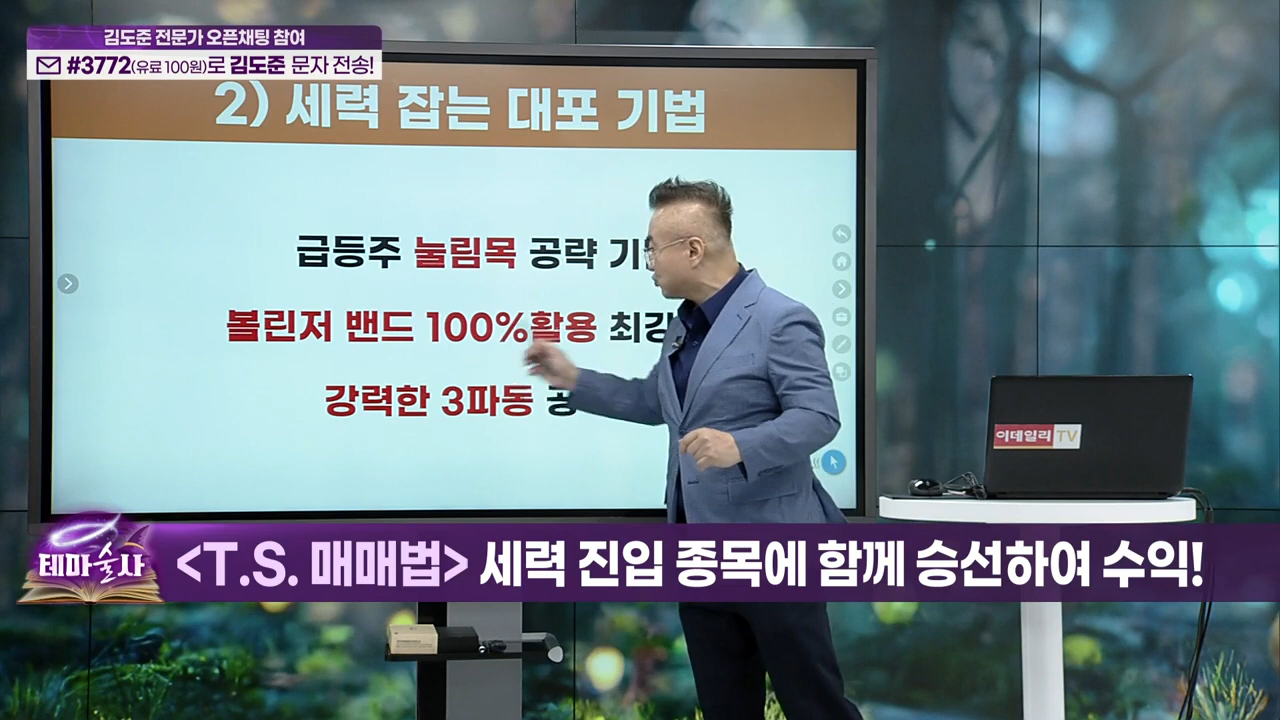 김도준 전문가 오픈채팅 참여
#3772(유료 100원)로 김도준 문자 전송!
2) 세력 잡는 대포 기법
급등주 눌림목 공략
볼린저 밴드 100%활용 최강
강력한 3파동
이데일리 TV
테마술사
<T.S. 매매법> 세력 진입 종목에 함께 승선하여 수익!